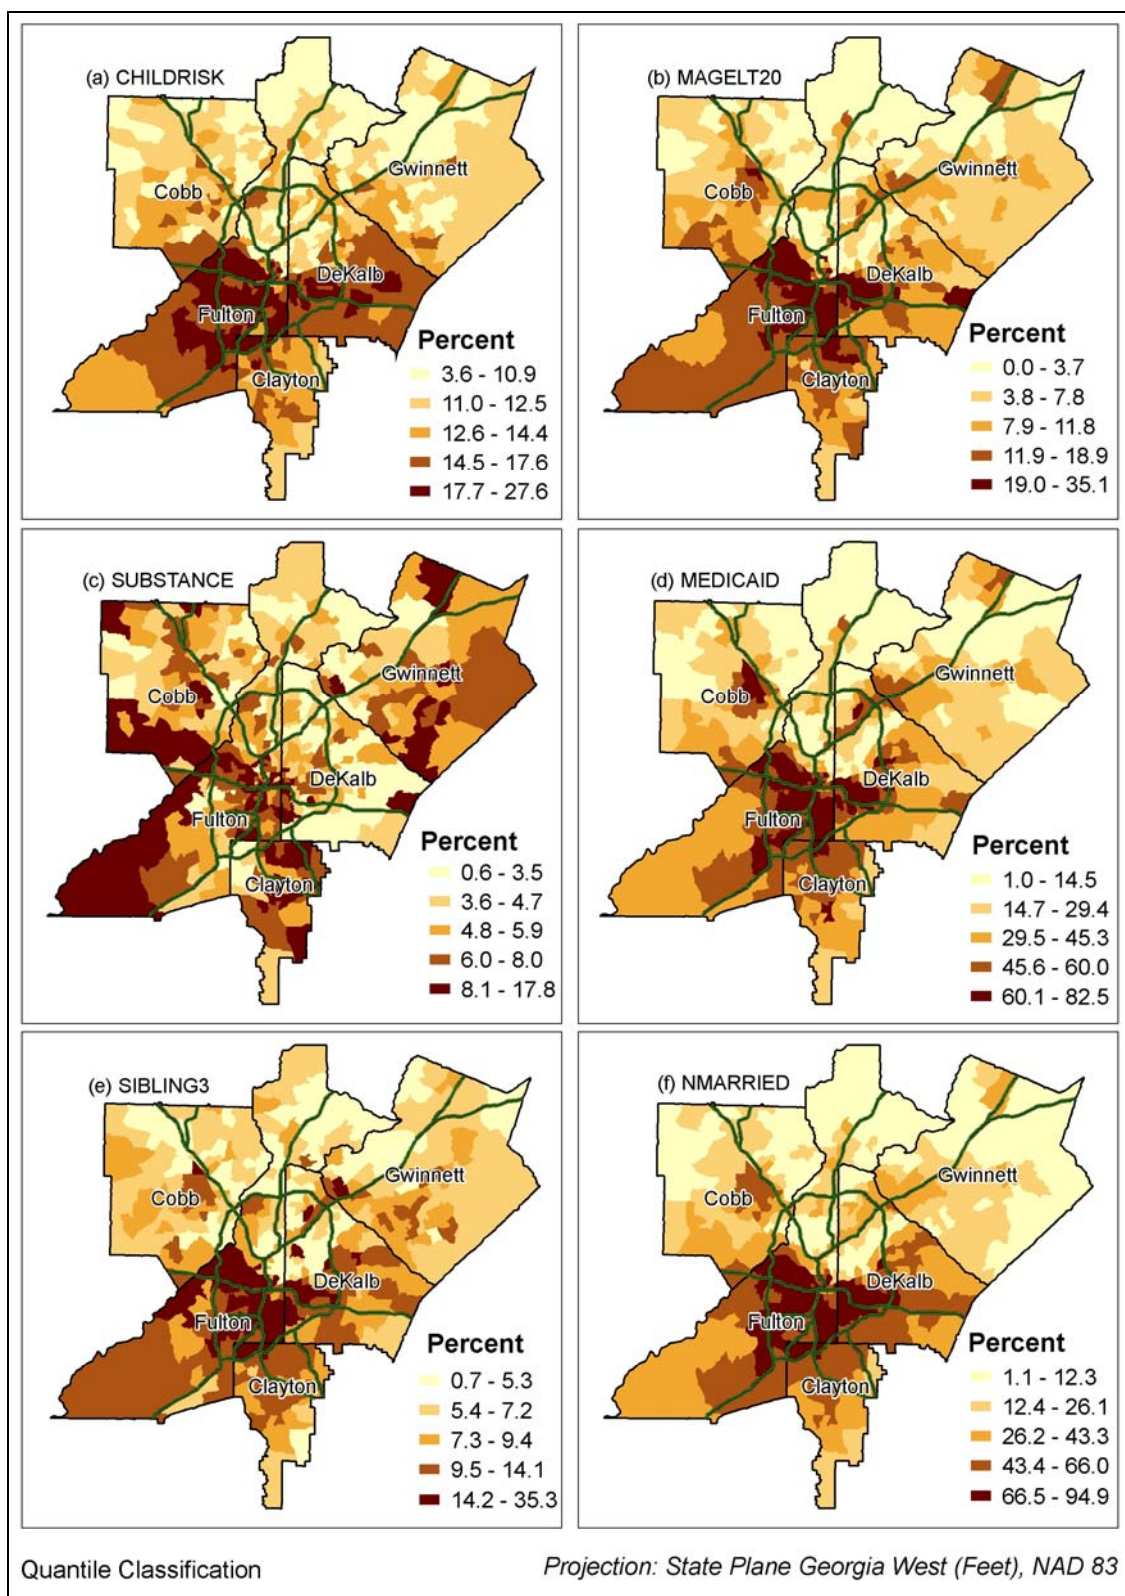 (a) CHILDRISK
Gwinnett
Cobb
DeKalb
Fulton
Clayton
Percent
3.6 - 10.9
11.0 - 12.5
12.6 - 14.4
14.5 - 17.6
17.7 - 27.6
(b) MAGELT20
Gwinnett
Cobb
DeKalb
Fulton
Clayton
Percent
0.0 - 3.7
3.8 - 7.8
7.9 - 11.8
11.9 - 18.9
19.0 - 35.1
(c) SUBSTANCE
Gwinnett
Cobb
DeKalb
Fulton
Clayton
Percent
0.6 - 3.5
3.6 - 4.7
4.8 - 5.9
6.0 - 8.0
8.1 - 17.8
(d) MEDICAID
Gwinnett
Cobb
DeKalb
Fulton
Clayton
Percent
1.0 - 14.5
14.7 - 29.4
29.5 - 45.3
45.6 - 60.0
60.1 - 82.5
(e) SIBLING3
Gwinnett
Cobb
DeKalb
Fulton
Clayton
Percent
0.7 - 5.3
5.4 - 7.2
7.3 - 9.4
9.5 - 14.1
14.2 - 35.3
(f) NMARRIED
Gwinnett
Cobb
DeKalb
Fulton
Clayton
Percent
1.1 - 12.3
12.4 - 26.1
26.2 - 43.3
43.4 - 66.0
66.5 - 94.9
Quantile Classification
Projection: State Plane Georgia West (Feet), NAD 83